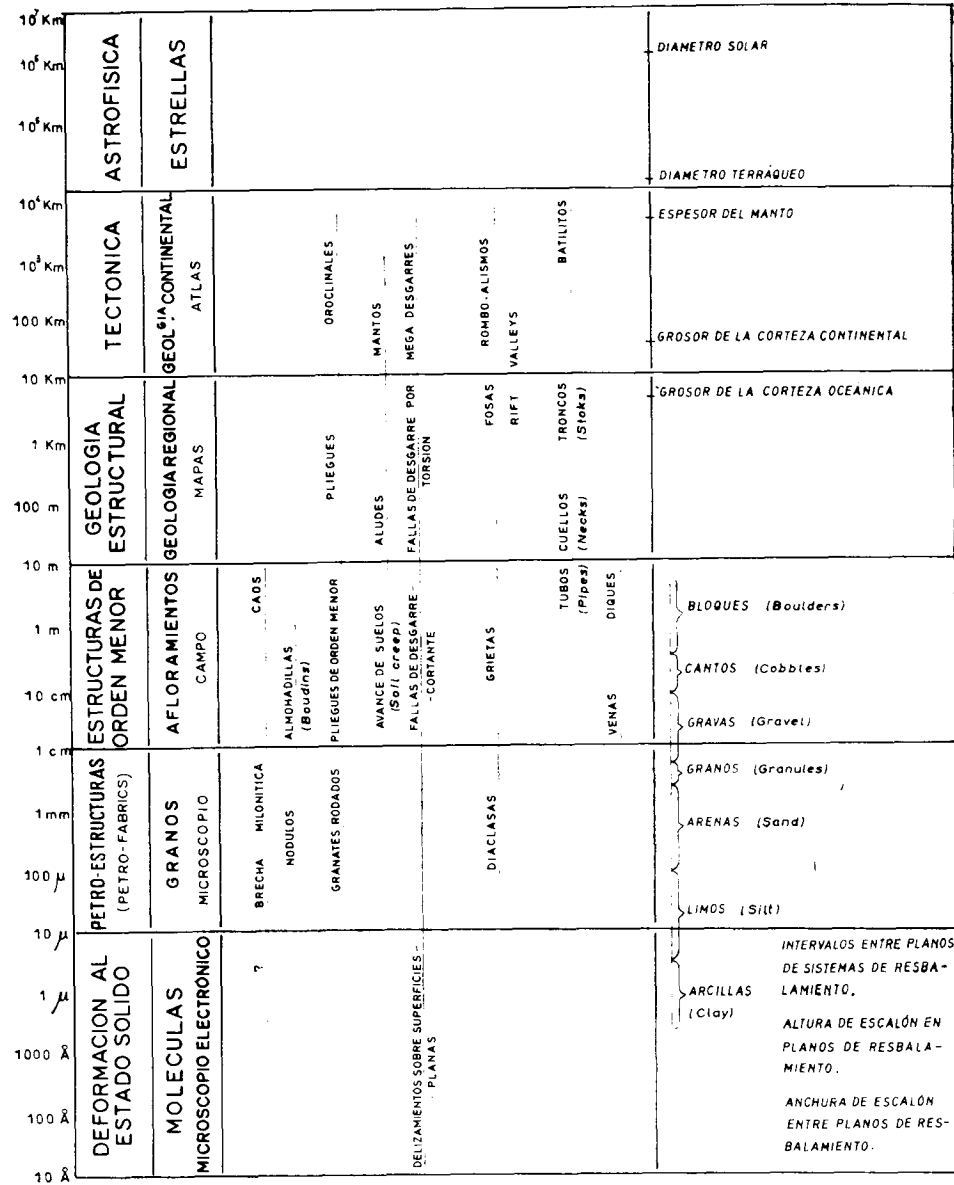 10⁷ Km
10⁶ Km
10⁵ Km
ASTROFISICA
ESTRELLAS
DIAMETRO SOLAR
DIAMETRO TERRÁQUEO
10⁴ Km
10³ Km
100 Km
TECTONICA
GEOLᴳᴵᴬ. CONTINENTAL
ATLAS
OROCLINALES
MANTOS
MEGA DESGARRES
ROMBO-ALISMOS
VALLEYS
BATILITOS
ESPESOR DEL MANTO
GROSOR DE LA CORTEZA CONTINENTAL
10 Km
1 Km
100 m
GEOLOGIA
ESTRUCTURAL
GEOLOGIA REGIONAL
MAPAS
PLIEGUES
ALUDES
FALLAS DE DESGARRE POR
TORSION
FOSAS
RIFT
TRONCOS
(Stoks)
CUELLOS
(Necks)
GROSOR DE LA CORTEZA OCEANICA
10 m
1 m
10 cm
ESTRUCTURAS DE
ORDEN MENOR
AFLORAMIENTOS
CAMPO
CAOS
ALMOHADILLAS
(Boudins)
PLIEGUES DE ORDEN MENOR
AVANCE DE SUELOS
(Soil creep)
FALLAS DE DESGARRE-
-CORTANTE
GRIETAS
TUBOS
(Pipes)
DIQUES
VENAS
BLOQUES (Boulders)
CANTOS (Cobbles)
GRAVAS (Gravel)
1 cm
1 mm
100 µ
PETRO-ESTRUCTURAS
(PETRO-FABRICS)
GRANOS
MICROSCOPIO
BRECHA MILONITICA
NODULOS
GRANATES RODADOS
DIACLASAS
GRANOS (Granules)
ARENAS (Sand)
LIMOS (Silt)
10 µ
1 µ
1000 Å
100 Å
10 Å
DEFORMACION AL
ESTADO SOLIDO
MOLECULAS
MICROSCOPIO ELECTRÓNICO
?
DELIZAMIENTOS SOBRE SUPERFICIES
PLANAS
ARCILLAS
(Clay)
INTERVALOS ENTRE PLANOS
DE SISTEMAS DE RESBA-
LAMIENTO.
ALTURA DE ESCALÓN EN
PLANOS DE RESBALA-
MIENTO.
ANCHURA DE ESCALÓN
ENTRE PLANOS DE RES-
BALAMIENTO.